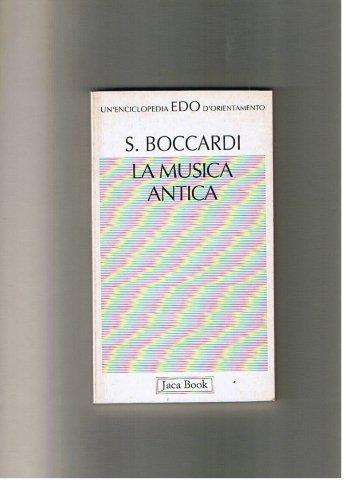 UN'ENCICLOPEDIA EDO D'ORIENTAMENTO
S. BOCCARDI
LA MUSICA
ANTICA
Jaca Book